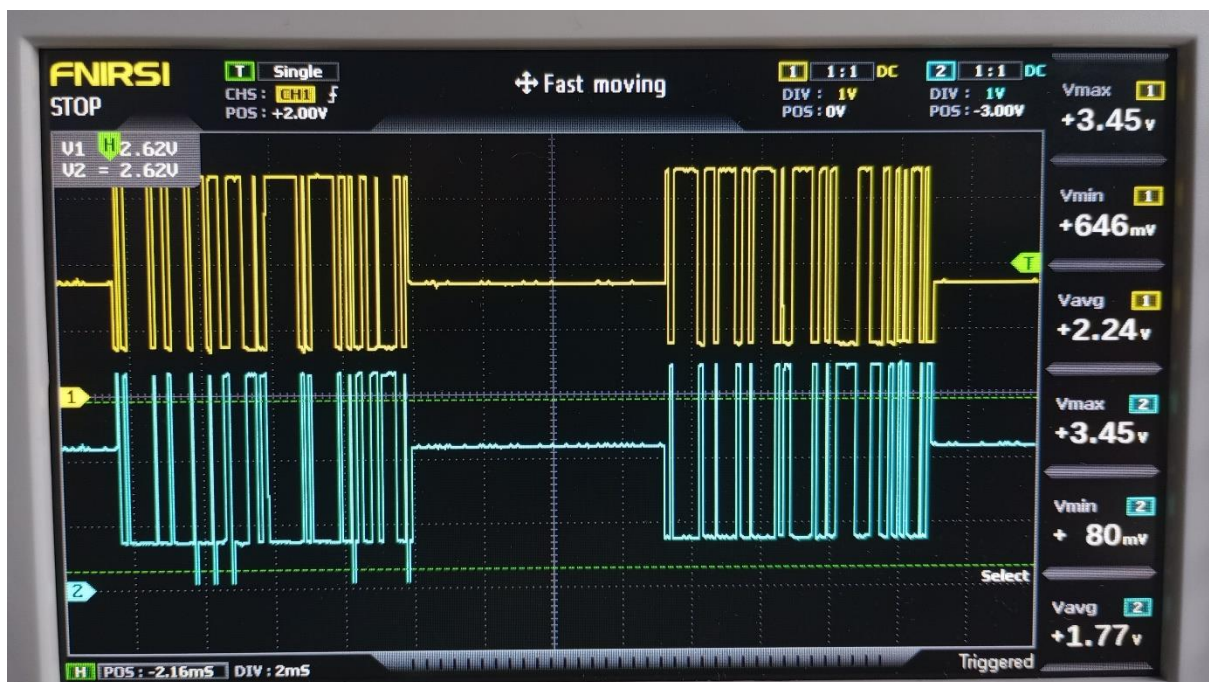 FNIRSI
STOP
T Single
CHS: CH1
POS: +2.00V
Fast moving
1 1:1 DC
DIV : 1V
POS: 0V
2 1:1 DC
DIV : 1V
POS: -3.00V
V1 H 2.62V
V2 = 2.62V
T
1
2
Select
H POS: -2.16mS DIV: 2mS
Triggered
Vmax 1
+3.45v
Vmin 1
+646mv
Vavg 1
+2.24v
Vmax 2
+3.45v
Vmin 2
+ 80mv
Vavg 2
+1.77v